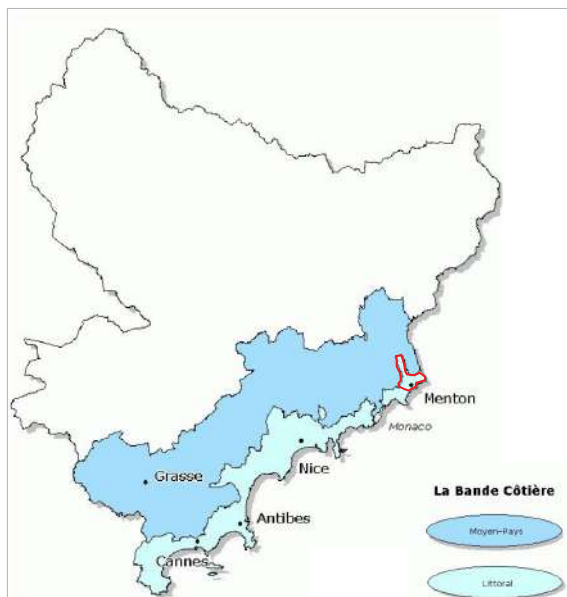 Menton
Monaco
Nice
Grasse
Antibes
Cannes
La Bande Côtière
Moyen-Pays
Littoral